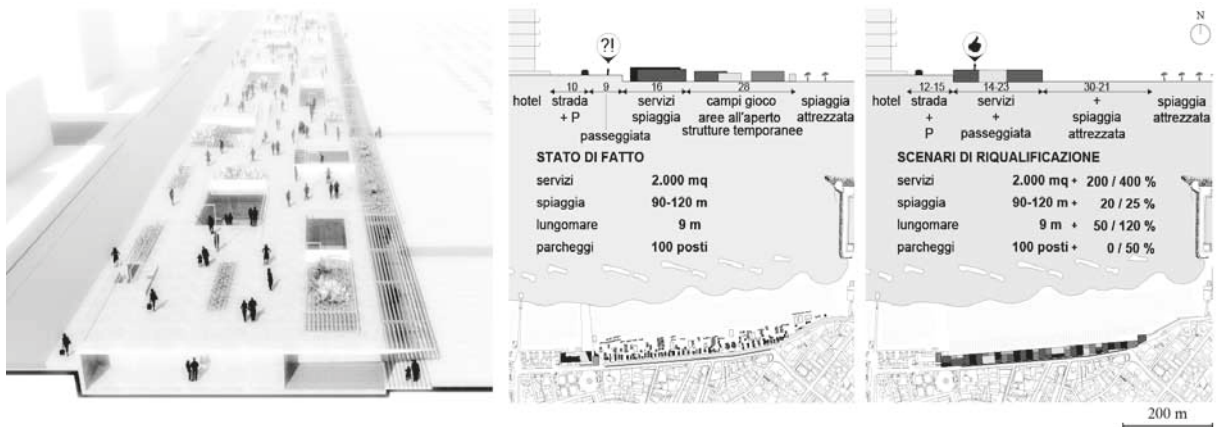 ?!
10 9 16 28
hotel strada servizi campi gioco spiaggia
+ P spiaggia aree all'aperto attrezzata
passeggiata strutture temporanee
STATO DI FATTO
servizi 2.000 mq
spiaggia 90-120 m
lungomare 9 m
parcheggi 100 posti
N
12-15 14-23 30-21
hotel strada servizi + spiaggia
+ + spiaggia attrezzata
P passeggiata attrezzata
SCENARI DI RIQUALIFICAZIONE
servizi 2.000 mq + 200 / 400 %
spiaggia 90-120 m + 20 / 25 %
lungomare 9 m + 50 / 120 %
parcheggi 100 posti + 0 / 50 %
200 m